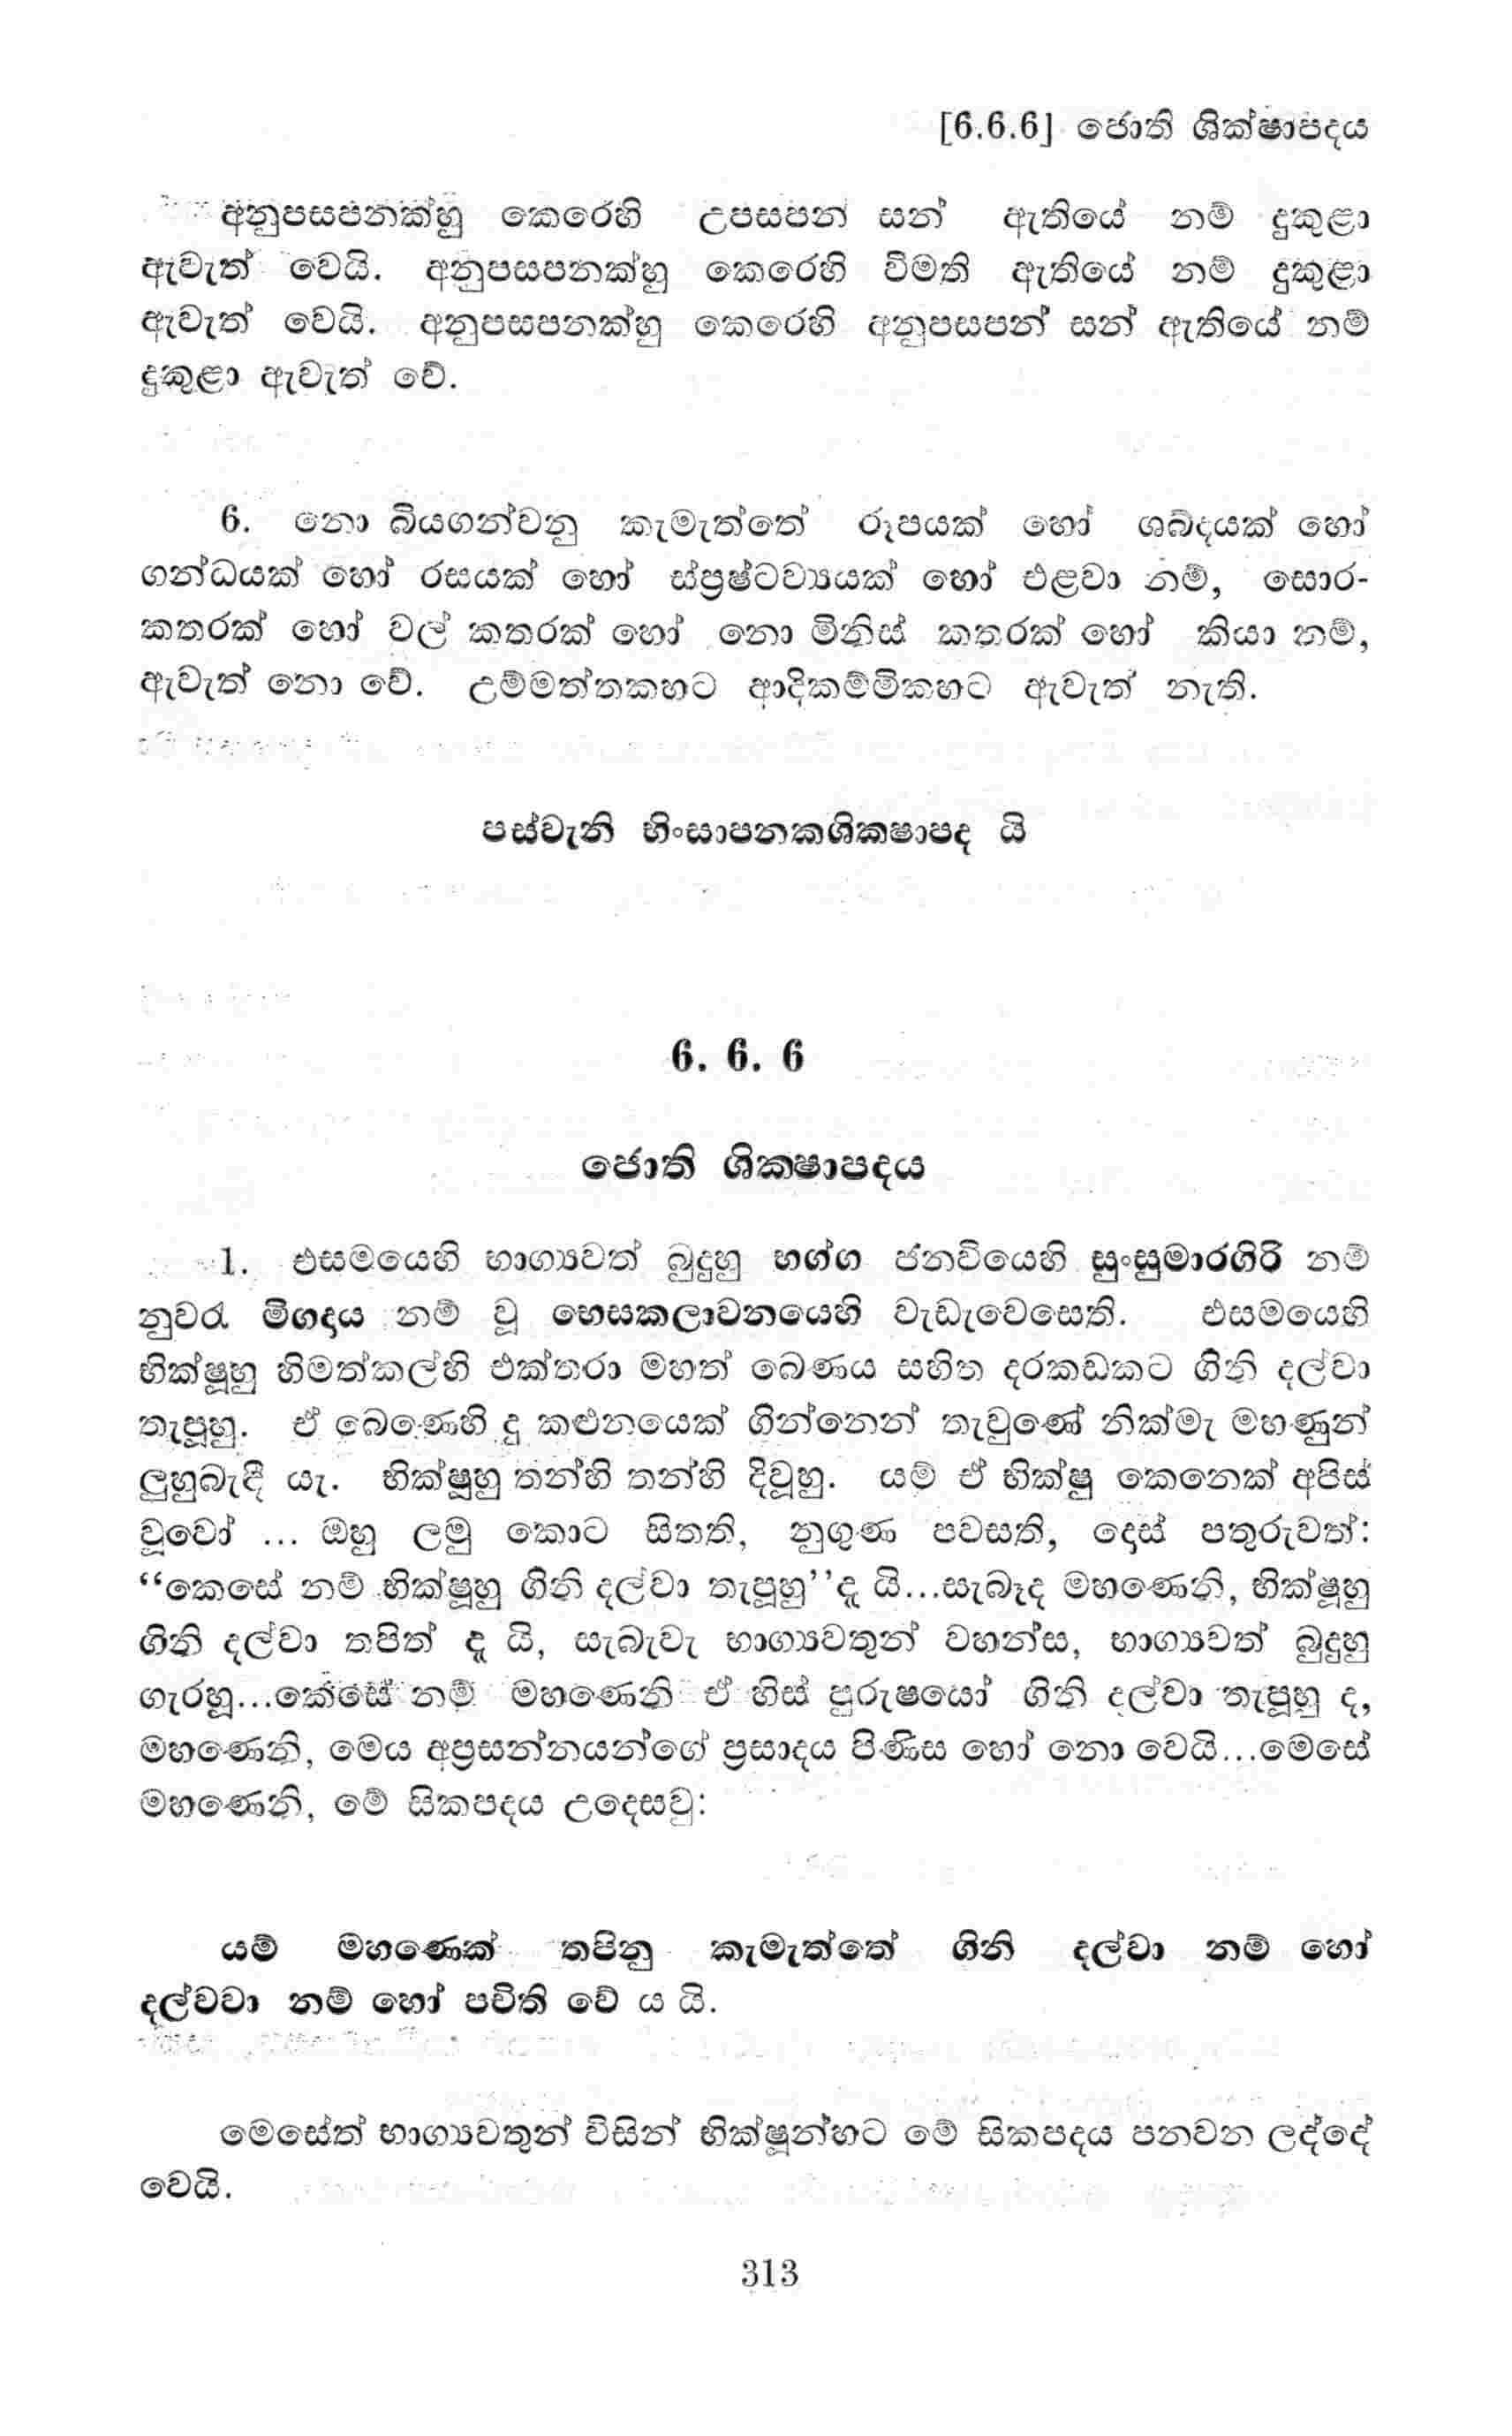 [6.6.6] ජොති ශික්ෂාපදය
අනුපසපනක්හු කෙරෙහි උපසපන් සන් ඇතියේ නම් දුකුළා
ඇවැත් වෙයි. අනුපසපනක්හු කෙරෙහි විමති ඇතියේ නම් දුකුළා
ඇවැත් වෙයි. අනුපසපනක්හු කෙරෙහි අනුපසපන් සන් ඇතියේ නම්
දුකුළා ඇවැත් වේ.
6. නො බියගන්වනු කැමැත්තේ රූපයක් හෝ ශබ්දයක් හෝ
ගන්ධයක් හෝ රසයක් හෝ ස්ප්‍රෂ්ටව්‍යයක් හෝ එළවා නම්, සොර-
කතරක් හෝ වල් කතරක් හෝ නො මිනිස් කතරක් හෝ කියා නම්,
ඇවැත් නො වේ. උම්මත්තකහට ආදිකම්මිකහට ඇවැත් නැති.
පස්වැනි භිංසාපනකශික‍ෂාපද යි
6. 6. 6
ජොති ශික‍ෂාපදය
1. එසමයෙහි භාග්‍යවත් බුදුහු භග්ග ජනවියෙහි සුංසුමාරගිරි නම්
නුවරැ මිගදාය නම් වූ භෙසකලාවනයෙහි වැඩැවෙසෙති. එසමයෙහි
භික්ෂූහු හිමත්කල්හි එක්තරා මහත් බෙණය සහිත දරකඩකට ගිනි දල්වා
තැපූහු. ඒ බෙණෙහි දු කළුනයෙක් ගින්නෙන් තැවුණේ නික්මැ මහණුන්
ලුහුබැඳී යැ. භික්ෂූහු තන්හි තන්හි දිවූහු. යම් ඒ භික්ෂු කෙනෙක් අපිස්
වූවෝ ... ඔහු ලමු කොට සිතති, නුගුණ පවසති, දොස් පතුරුවත්:
“කෙසේ නම් භික්ෂූහු ගිනි දල්වා තැපූහු”දැ යි...සැබෑද මහණෙනි, භික්ෂූහු
ගිනි දල්වා තපිත් දැ යි, සැබැවැ භාග්‍යවතුන් වහන්ස, භාග්‍යවත් බුදුහු
ගැරහූ...කෙසේ නම් මහණෙනි ඒ හිස් පුරුෂයෝ ගිනි දල්වා තැපූහු ද,
මහණෙනි, මෙය අප්‍රසන්නයන්ගේ ප්‍රසාදය පිණිස හෝ නො වෙයි...මෙසේ
මහණෙනි, මේ සිකපදය උදෙසවු:
යම් මහණෙක් තපිනු කැමැත්තේ ගිනි දල්වා නම් හෝ
දල්වවා නම් හෝ පචිති වේ ය යි.
මෙසේත් භාග්‍යවතුන් විසින් භික්ෂූන්හට මේ සිකපදය පනවන ලද්දේ
වෙයි.
313